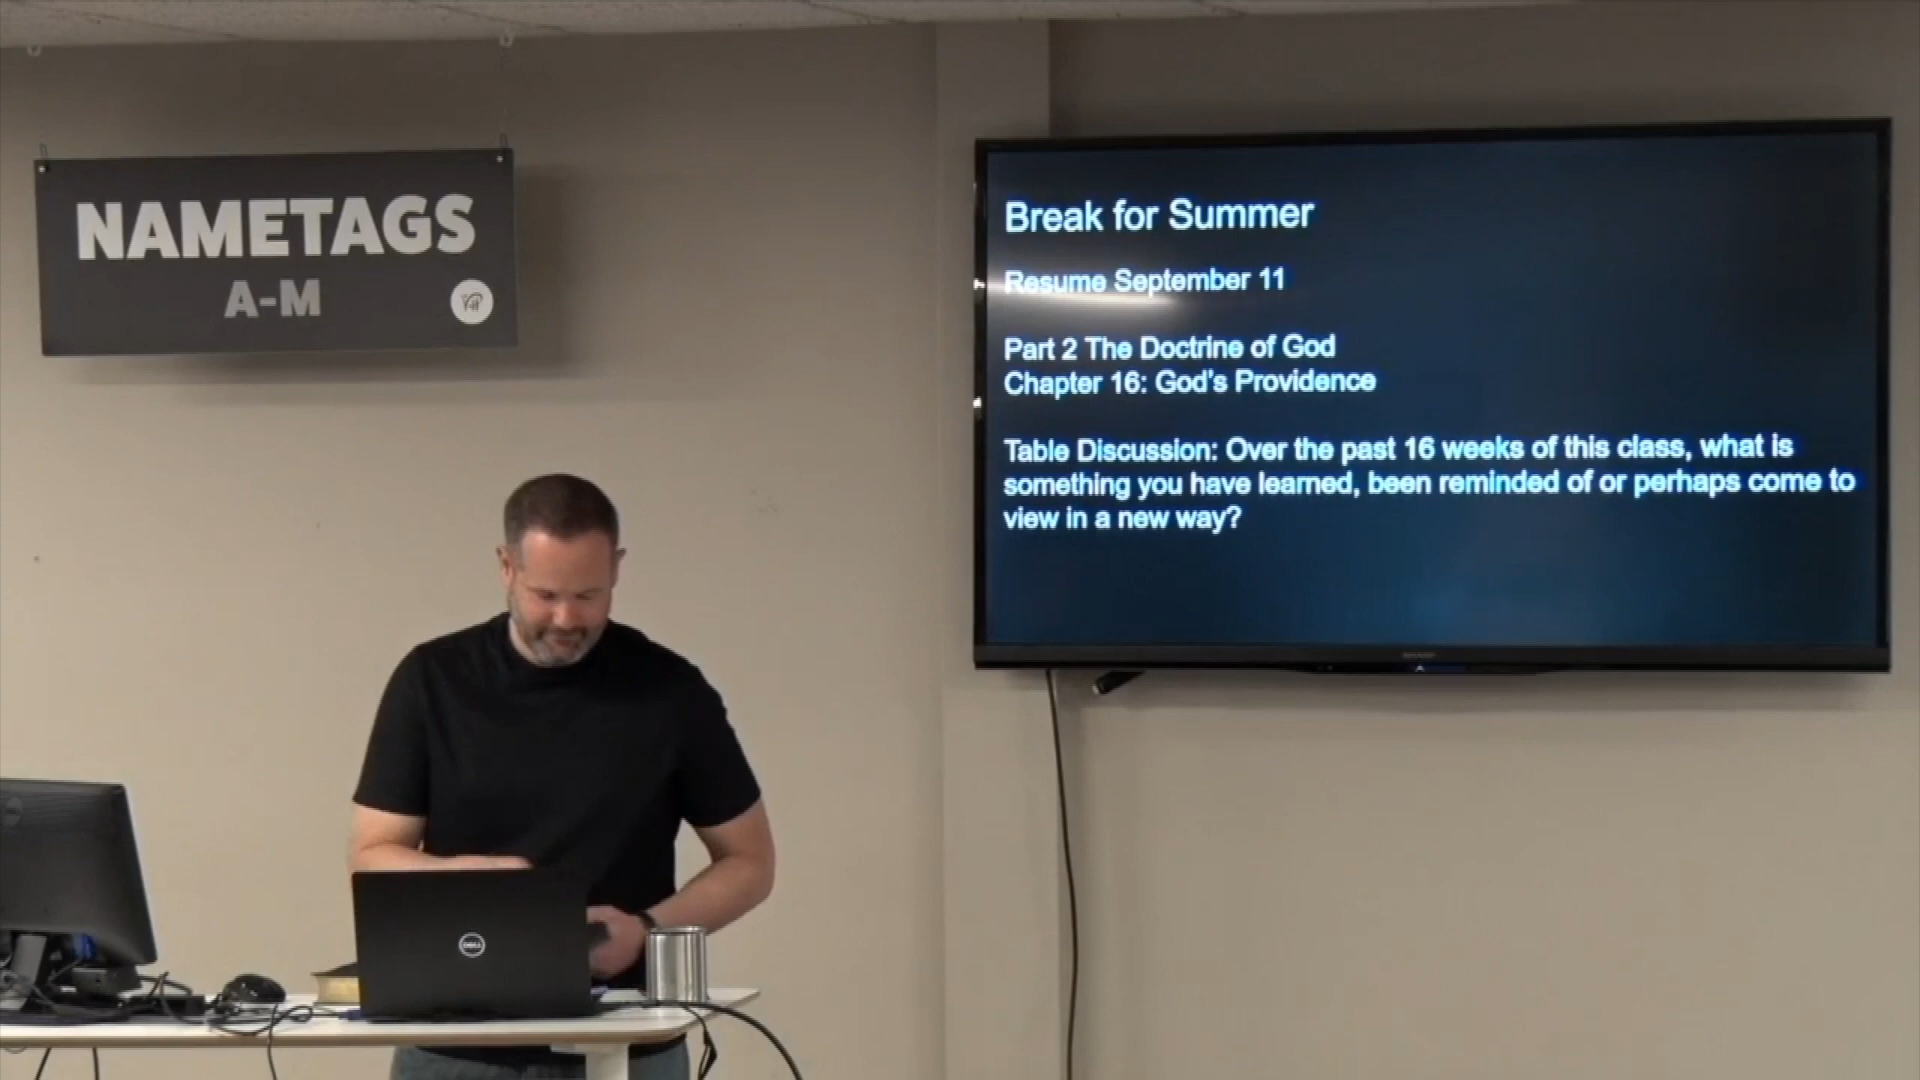 NAMETAGS
A-M
Break for Summer
Resume September 11
Part 2 The Doctrine of God
Chapter 16: God's Providence
Table Discussion: Over the past 16 weeks of this class, what is
something you have learned, been reminded of or perhaps come to
view in a new way?
DELL